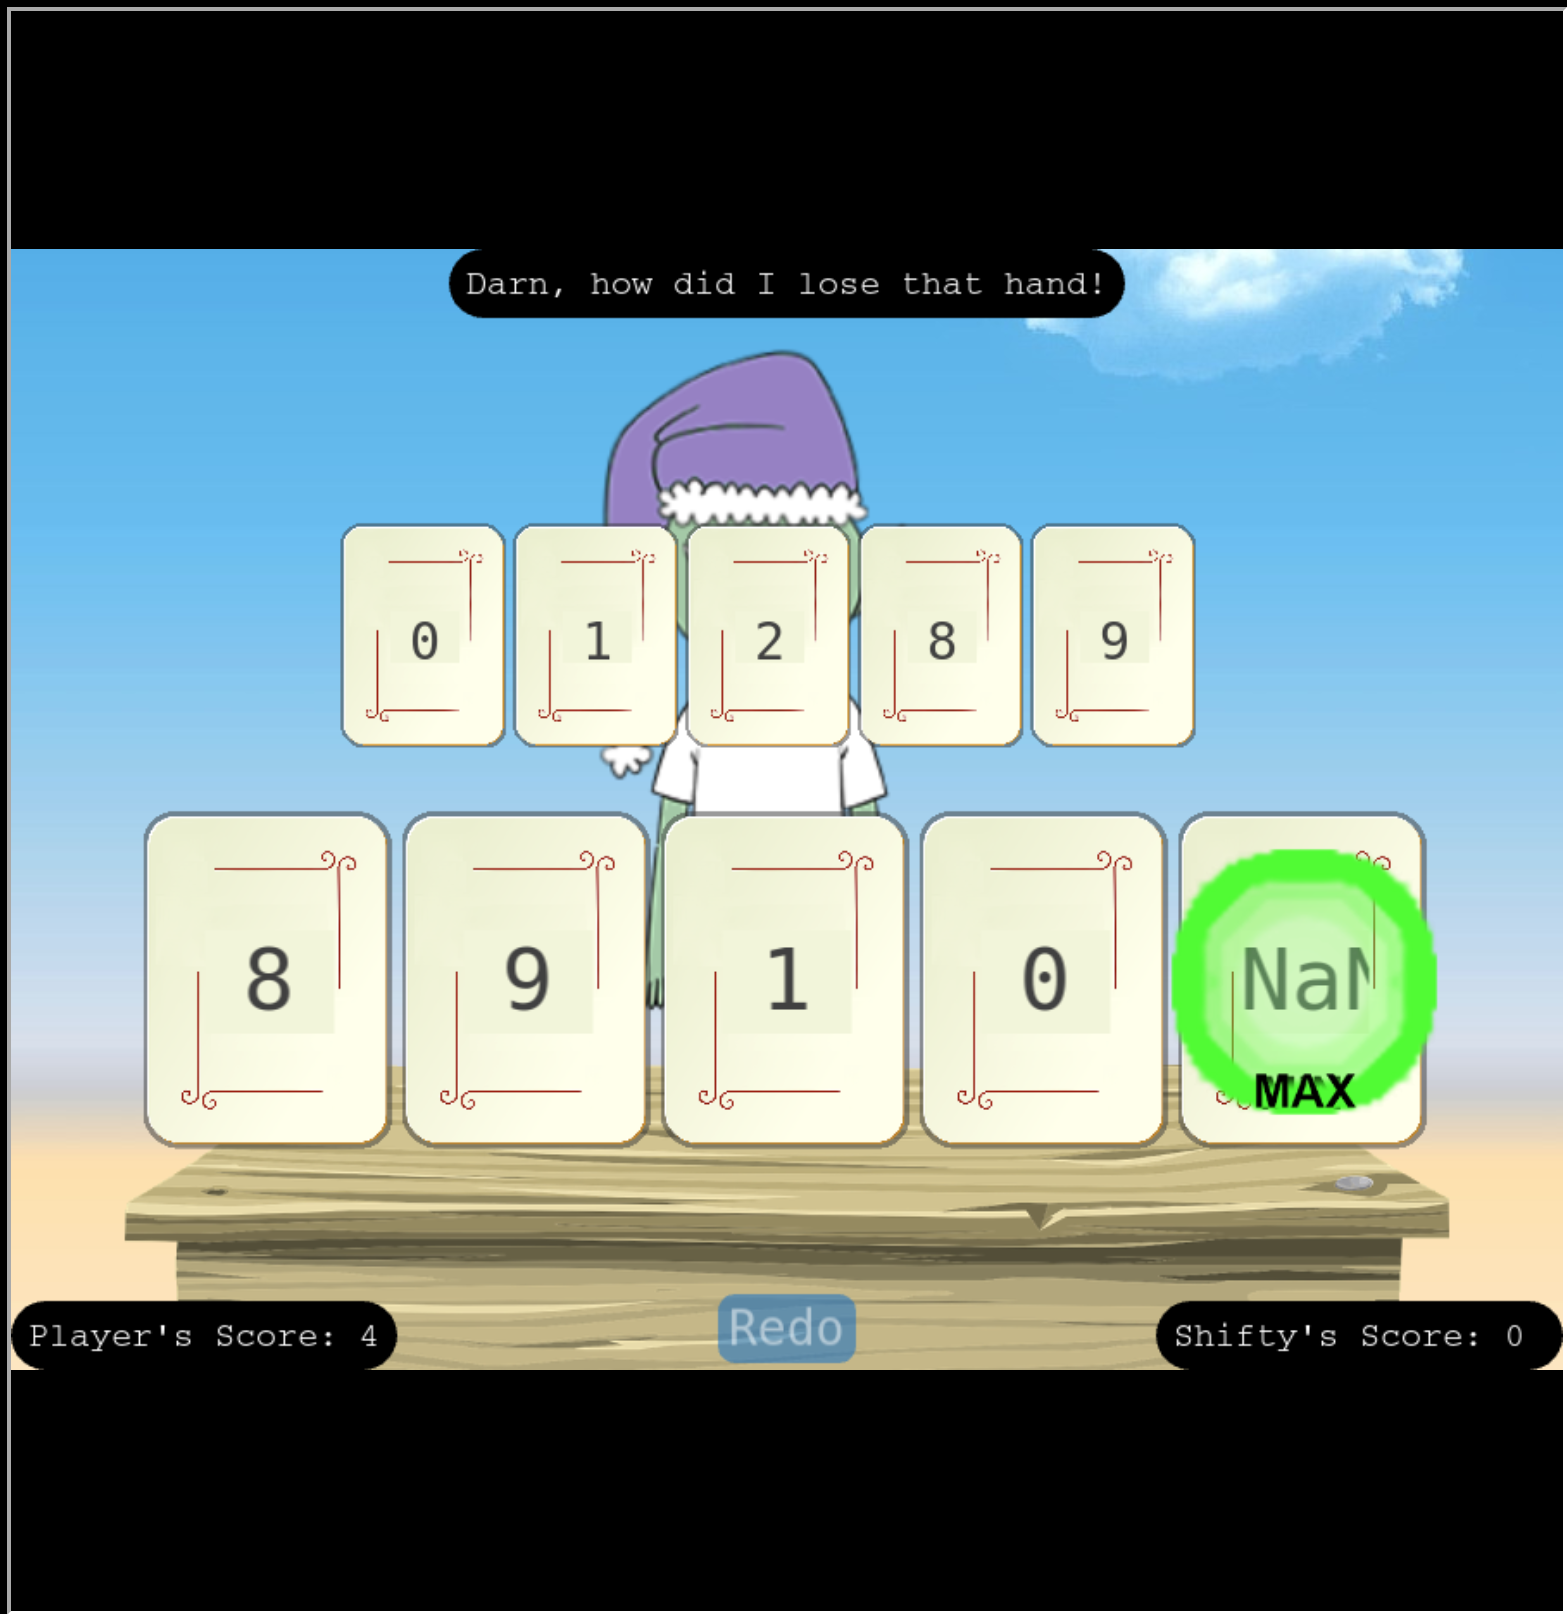 Darn, how did I lose that hand!
0 1 2 8 9
8 9 1 0 NaN
MAX
Player's Score: 4
Redo
Shifty's Score: 0